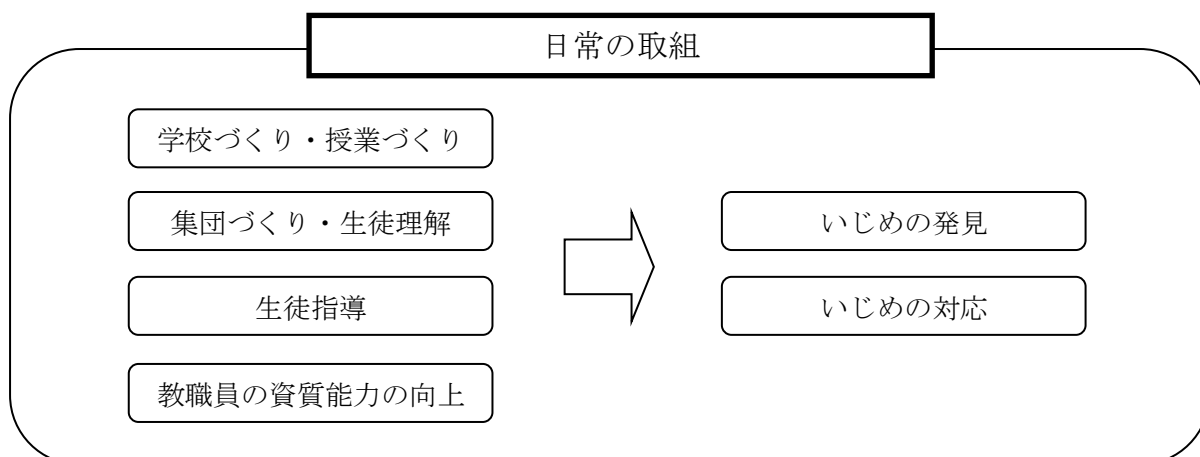 日常の取組
学校づくり・授業づくり
集団づくり・生徒理解
生徒指導
教職員の資質能力の向上
いじめの発見
いじめの対応